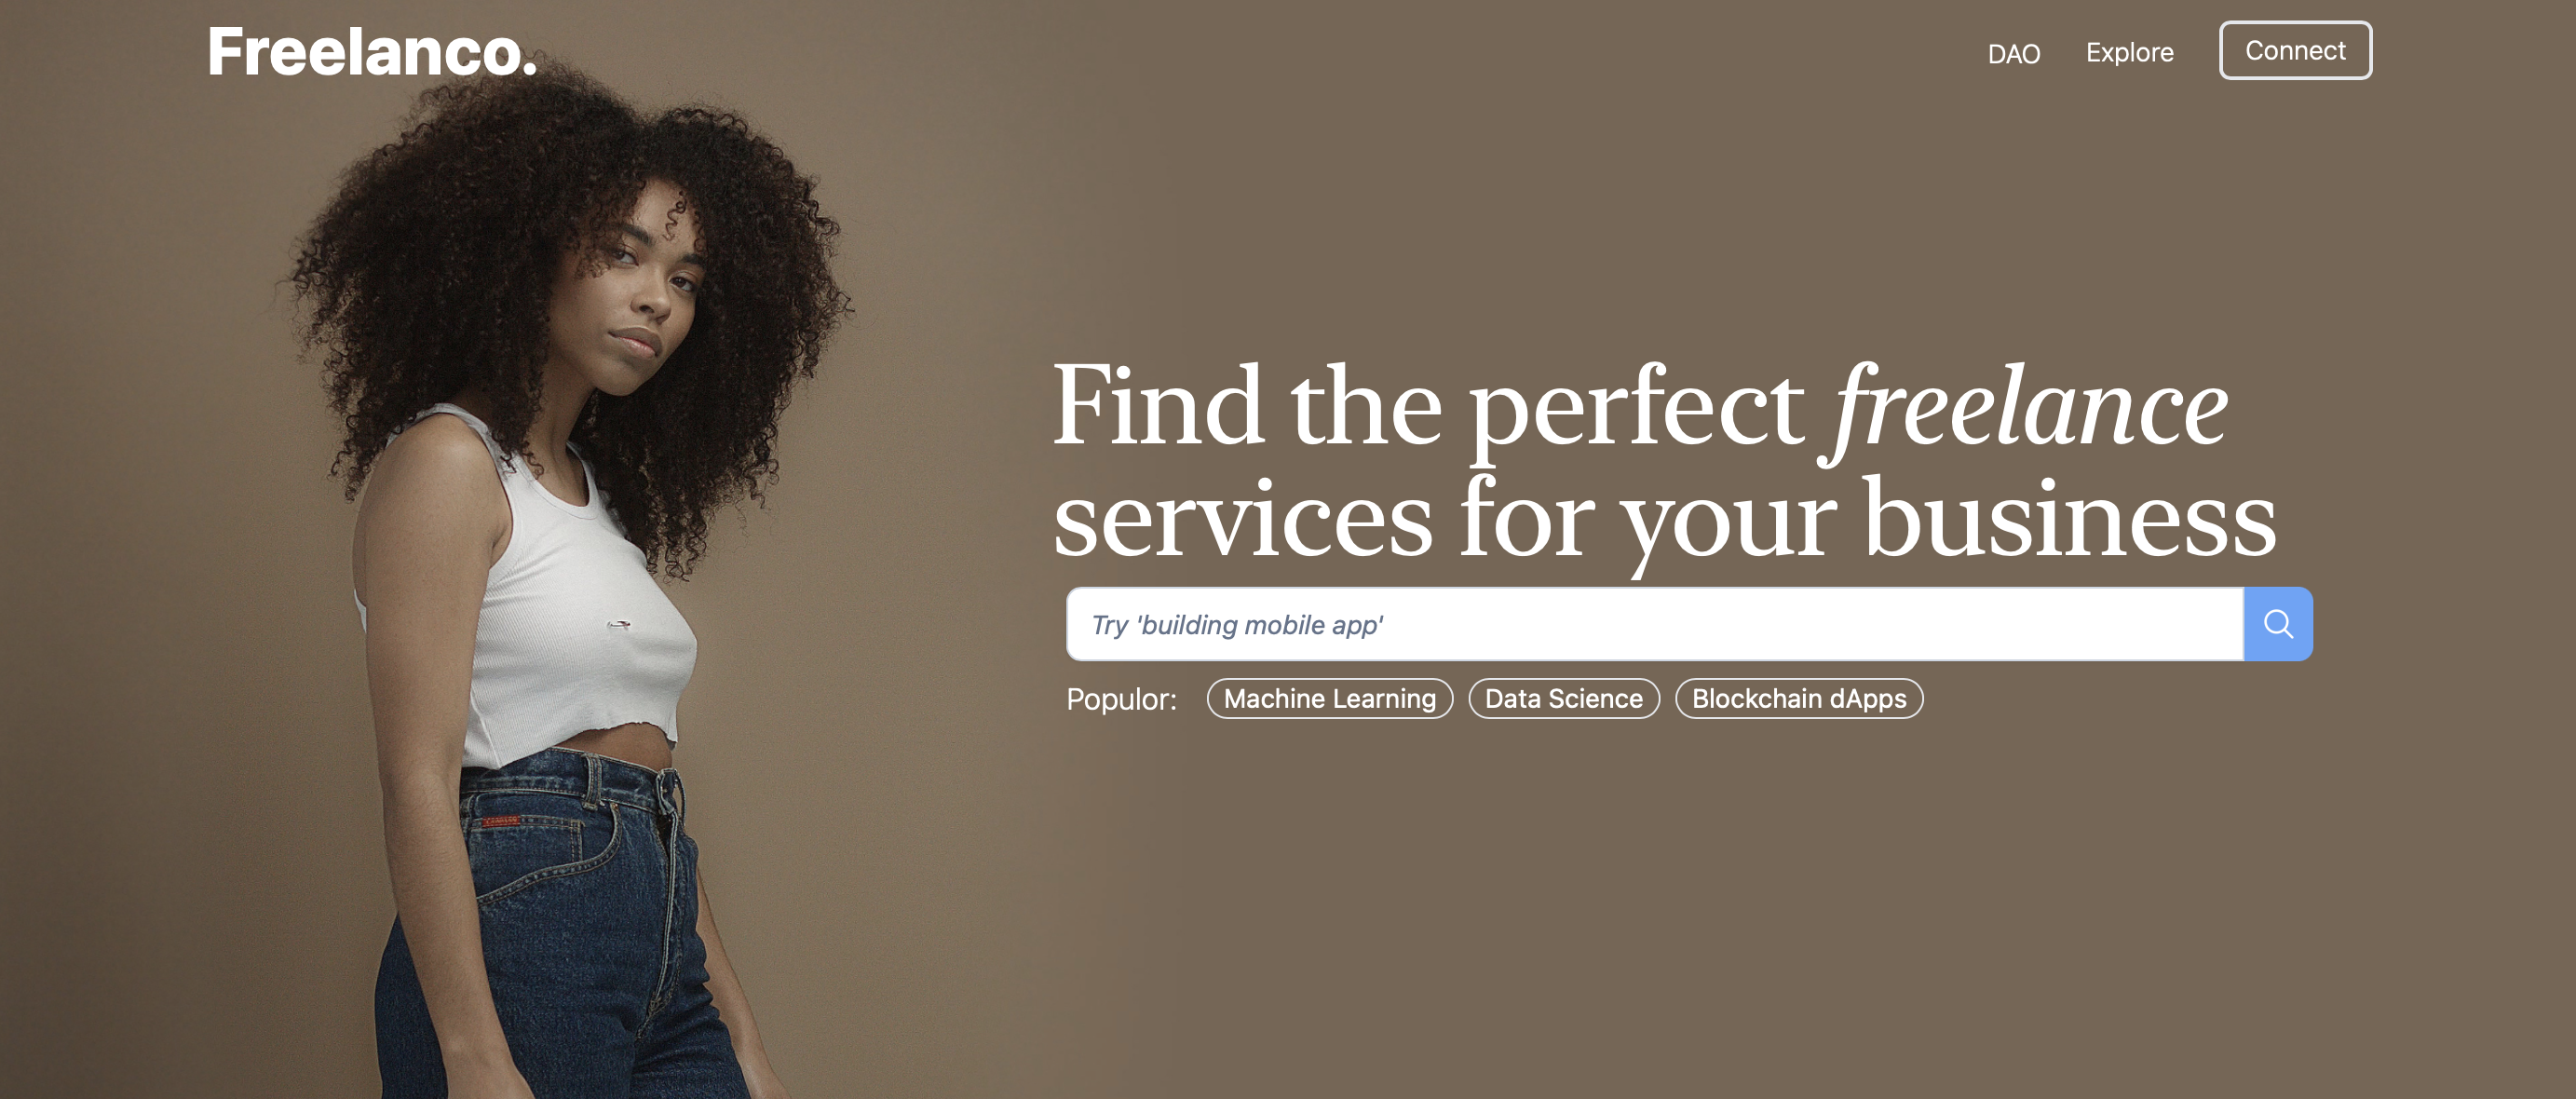 Freelanco.
DAO
Explore
Connect
Find the perfect freelance
services for your business
Try 'building mobile app'
Populor:
Machine Learning
Data Science
Blockchain dApps